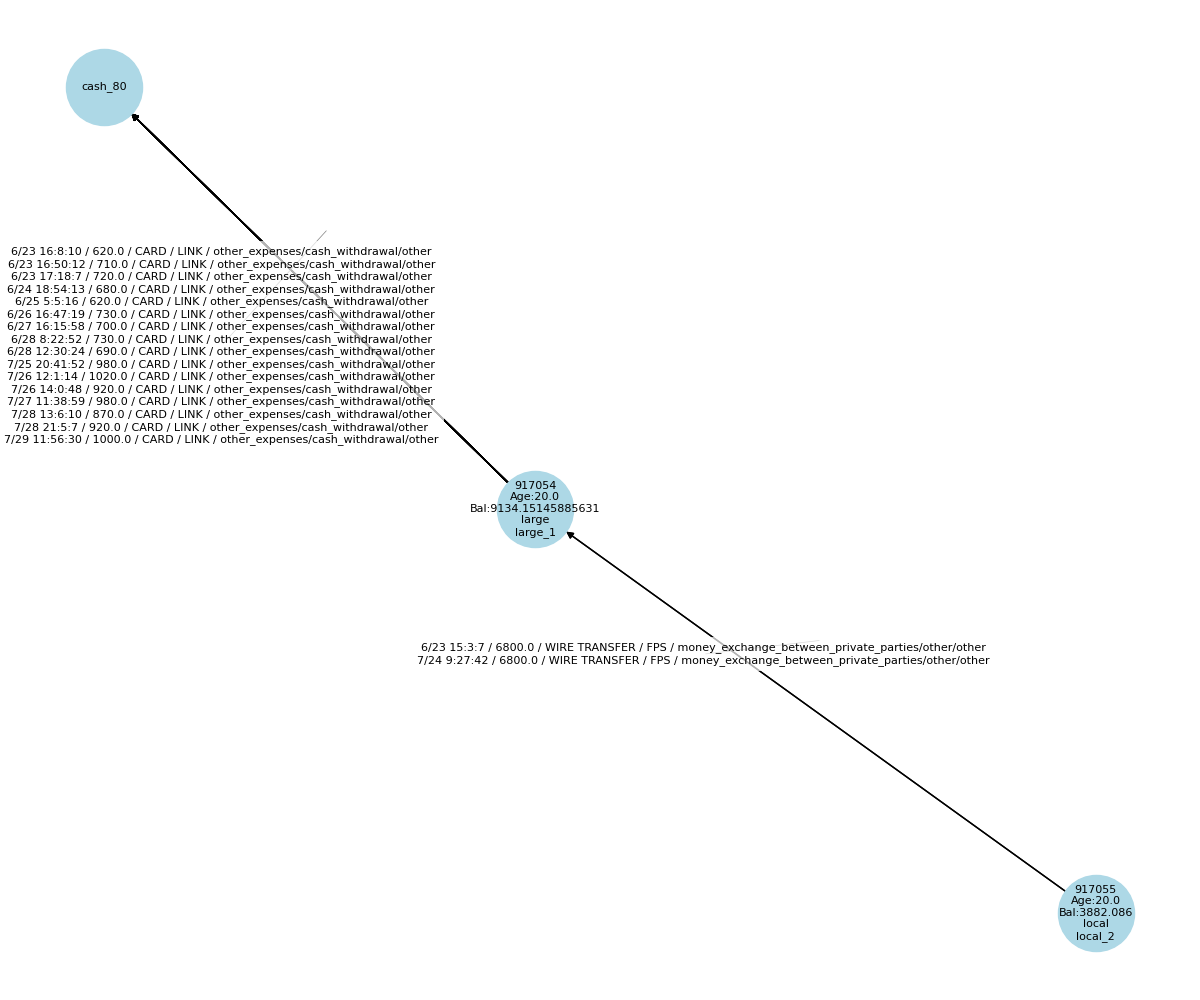 cash_80
6/23 16:8:10 / 620.0 / CARD / LINK / other_expenses/cash_withdrawal/other
6/23 16:50:12 / 710.0 / CARD / LINK / other_expenses/cash_withdrawal/other
6/23 17:18:7 / 720.0 / CARD / LINK / other_expenses/cash_withdrawal/other
6/24 18:54:13 / 680.0 / CARD / LINK / other_expenses/cash_withdrawal/other
6/25 5:5:16 / 620.0 / CARD / LINK / other_expenses/cash_withdrawal/other
6/26 16:47:19 / 730.0 / CARD / LINK / other_expenses/cash_withdrawal/other
6/27 16:15:58 / 700.0 / CARD / LINK / other_expenses/cash_withdrawal/other
6/28 8:22:52 / 730.0 / CARD / LINK / other_expenses/cash_withdrawal/other
6/28 12:30:24 / 690.0 / CARD / LINK / other_expenses/cash_withdrawal/other
7/25 20:41:52 / 980.0 / CARD / LINK / other_expenses/cash_withdrawal/other
7/26 12:1:14 / 1020.0 / CARD / LINK / other_expenses/cash_withdrawal/other
7/26 14:0:48 / 920.0 / CARD / LINK / other_expenses/cash_withdrawal/other
7/27 11:38:59 / 980.0 / CARD / LINK / other_expenses/cash_withdrawal/other
7/28 13:6:10 / 870.0 / CARD / LINK / other_expenses/cash_withdrawal/other
7/28 21:5:7 / 920.0 / CARD / LINK / other_expenses/cash_withdrawal/other
7/29 11:56:30 / 1000.0 / CARD / LINK / other_expenses/cash_withdrawal/other
917054
Age:20.0
Bal:9134.15145885631
large
large_1
6/23 15:3:7 / 6800.0 / WIRE TRANSFER / FPS / money_exchange_between_private_parties/other/other
7/24 9:27:42 / 6800.0 / WIRE TRANSFER / FPS / money_exchange_between_private_parties/other/other
917055
Age:20.0
Bal:3882.086
local
local_2